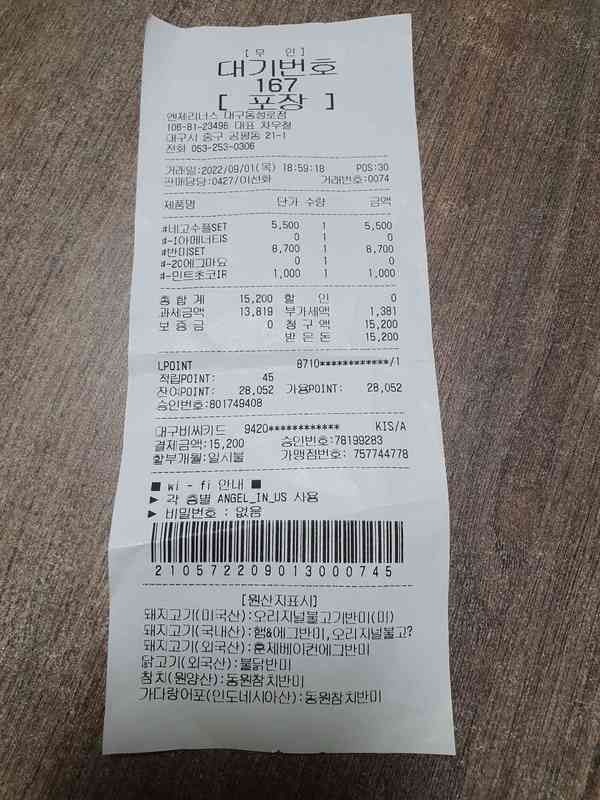 [ 무 인 ]
대기번호
167
[ 포장 ]
엔제리너스 대구동성로점
106-81-23496 대표 차우철
대구시 중구 공평동 21-1
전화 053-253-0306
거래일:2022/09/01(목) 18:59:18 POS:30
판매담당:0427/이선화 거래번호:0074
제품명 단가 수량 금액
#네고수플SET 5,500 1 5,500
#-I아메너티S 0 1 0
#반미SET 8,700 1 8,700
#-20에그마요 0 1 0
#-민트초코IR 1,000 1 1,000
총 합 계 15,200 할 인 0
과세금액 13,819 부가세액 1,381
보 증 금 0 청 구 액 15,200
받 은 돈 15,200
LPOINT 8710************/1
적립POINT: 45
잔여POINT: 28,052 가용POINT: 28,052
승인번호:801749408
대구비씨카드 9420************ KIS/A
결제금액:15,200 승인번호:78199283
할부개월:일시불 가맹점번호: 757744778
■ wi - fi 안내 ■
▶ 각 층별 ANGEL_IN_US 사용
▶ 비밀번호 : 없음
2105722090130000745
[원산지표시]
돼지고기(미국산):오리지널불고기반미(미)
돼지고기(국내산):햄&에그반미,오리지널불고?
돼지고기(외국산):훈제베이컨에그반미
닭고기(외국산):불닭반미
참치(원양산):동원참치반미
가다랑어포(인도네시아산):동원참치반미